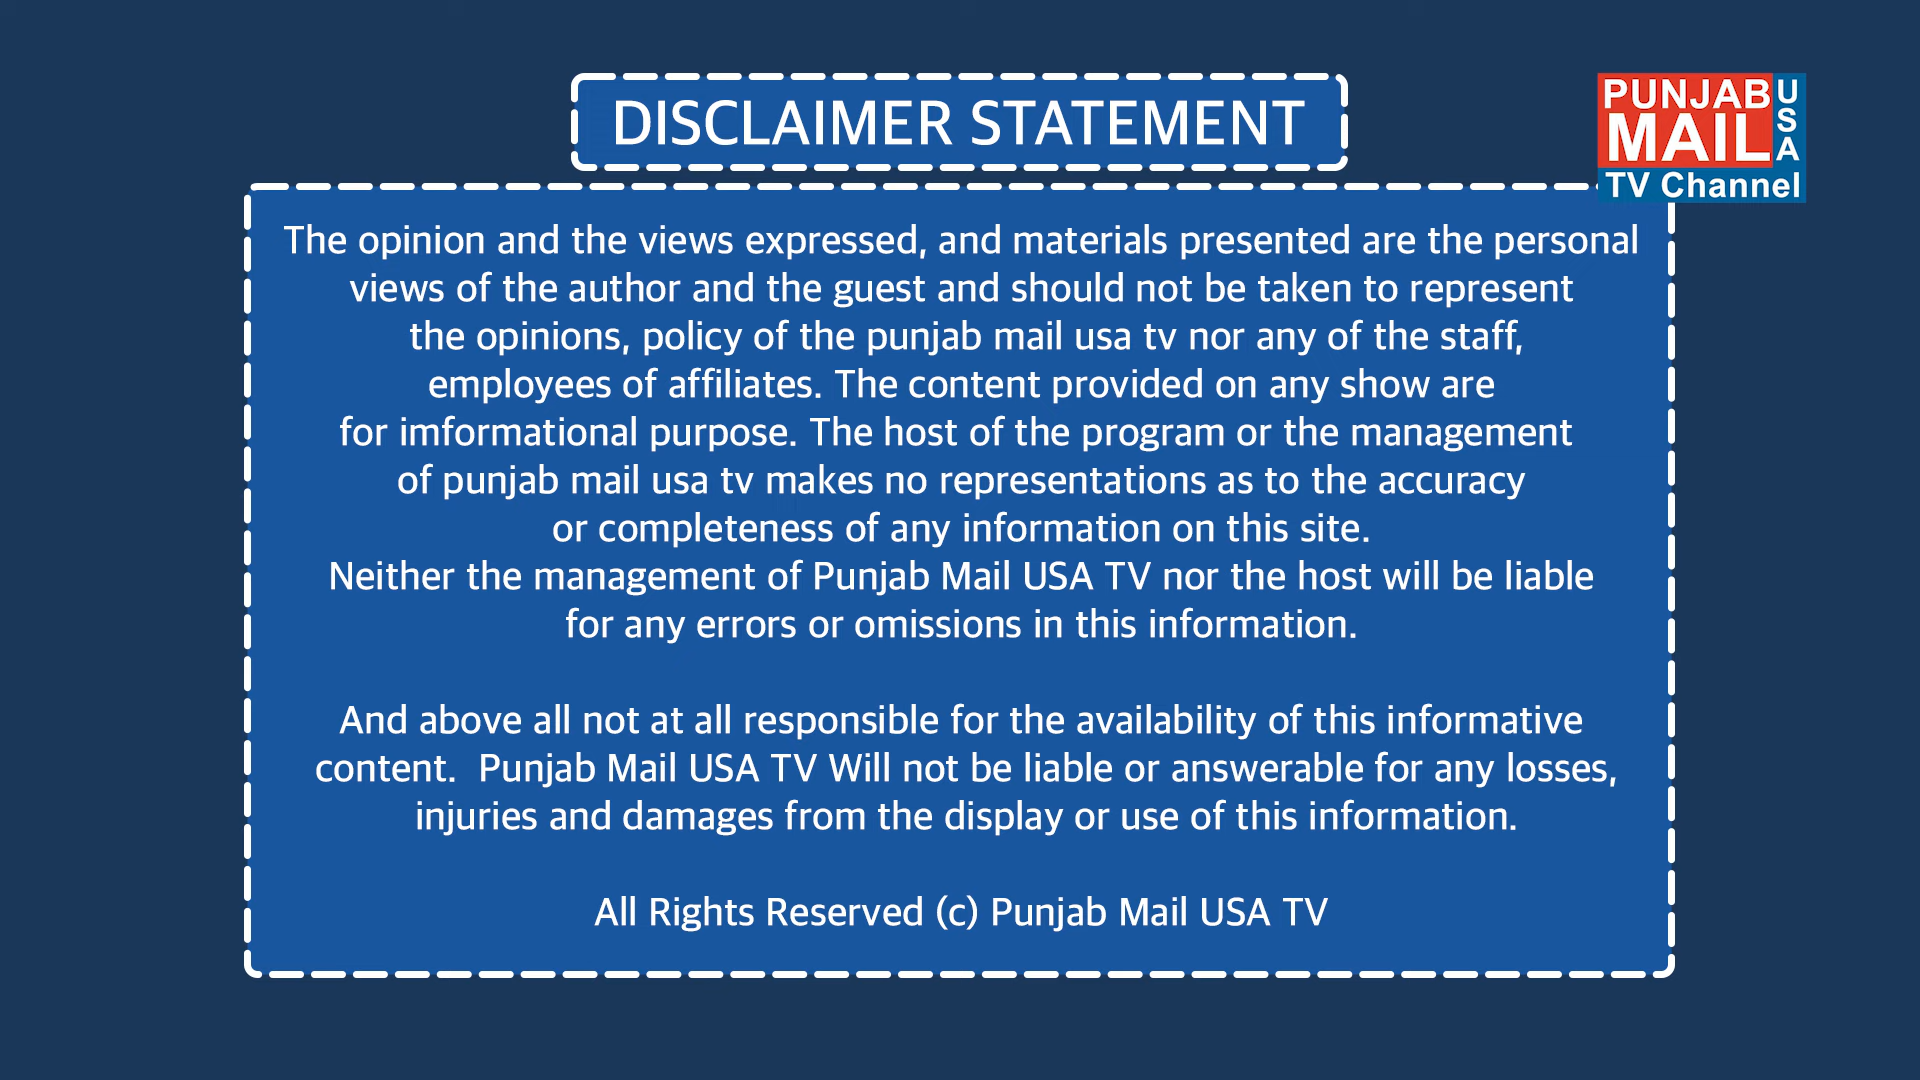 DISCLAIMER STATEMENT
PUNJAB USA
MAIL
TV Channel
The opinion and the views expressed, and materials presented are the personal
views of the author and the guest and should not be taken to represent
the opinions, policy of the punjab mail usa tv nor any of the staff,
employees of affiliates. The content provided on any show are
for imformational purpose. The host of the program or the management
of punjab mail usa tv makes no representations as to the accuracy
or completeness of any information on this site.
Neither the management of Punjab Mail USA TV nor the host will be liable
for any errors or omissions in this information.
And above all not at all responsible for the availability of this informative
content.  Punjab Mail USA TV Will not be liable or answerable for any losses,
injuries and damages from the display or use of this information.
All Rights Reserved (c) Punjab Mail USA TV